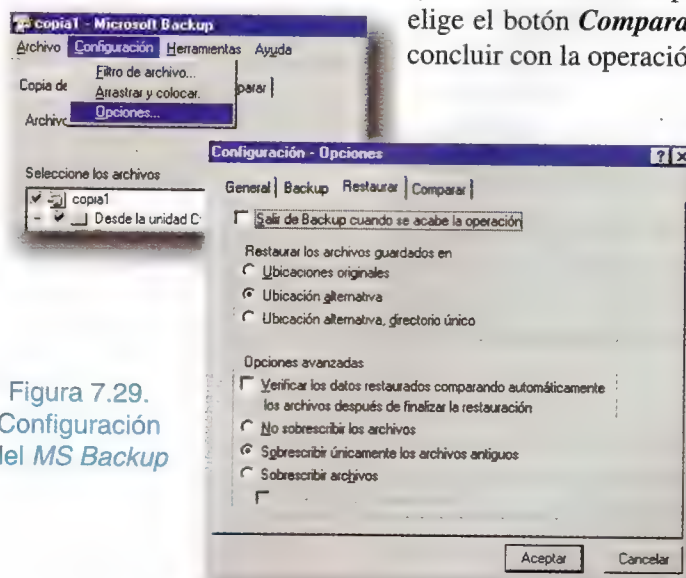 elige el botón Compara
concluir con la operació
copia1 - Microsoft Backup
Archivo Configuración Herramientas Ayuda
Filtro de archivo...
Arrastrar y colocar.
Opciones...
Copia de
parar
Archivo
Seleccione los archivos
copia1
Desde la unidad C
Configuración - Opciones
General Backup Restaurar Comparar
Salir de Backup cuando se acabe la operación
Restaurar los archivos guardados en
Ubicaciones originales
Ubicación alternativa
Ubicación alternativa, directorio único
Opciones avanzadas
Verificar los datos restaurados comparando automáticamente
los archivos después de finalizar la restauración
No sobrescribir los archivos
Sobrescribir únicamente los archivos antiguos
Sobrescribir archivos
Aceptar Cancelar
Figura 7.29.
Configuración
del MS Backup